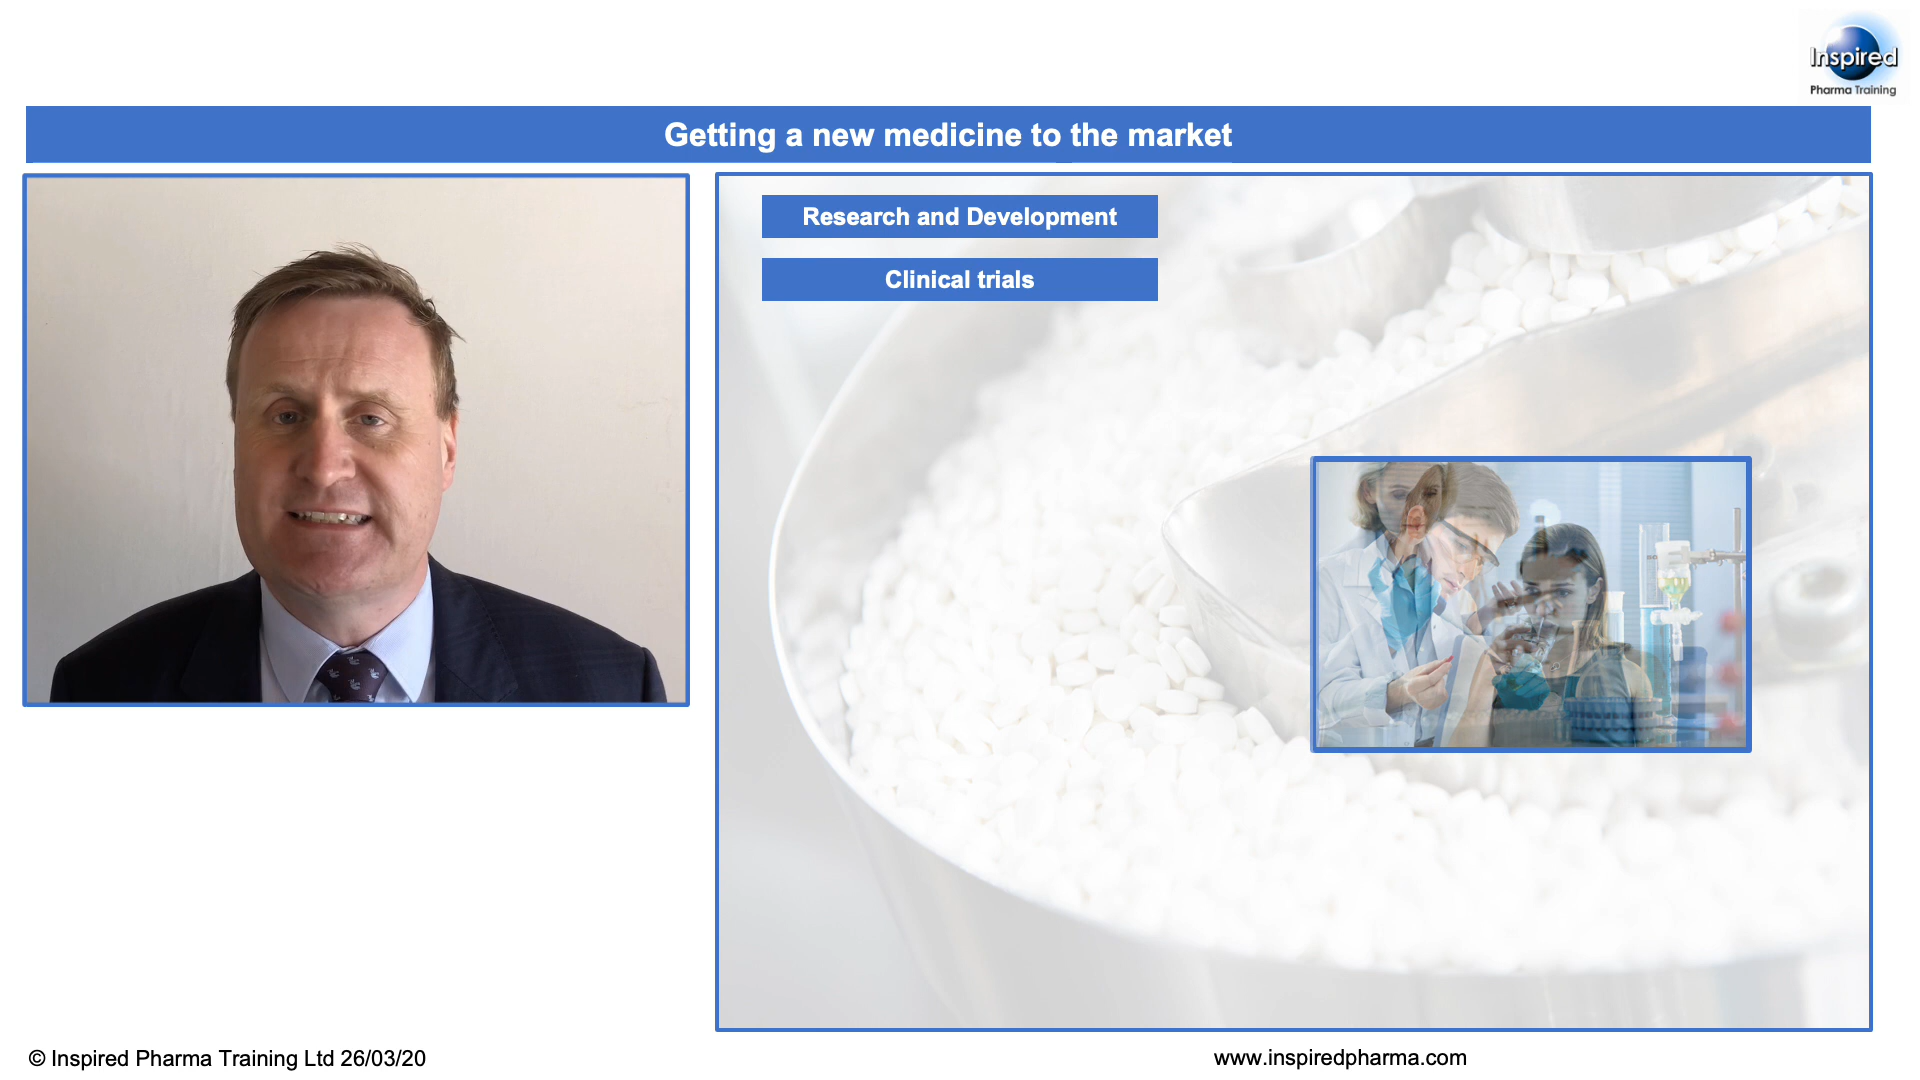 Inspired
Pharma Training
Getting a new medicine to the market
Research and Development
Clinical trials
© Inspired Pharma Training Ltd 26/03/20
www.inspiredpharma.com